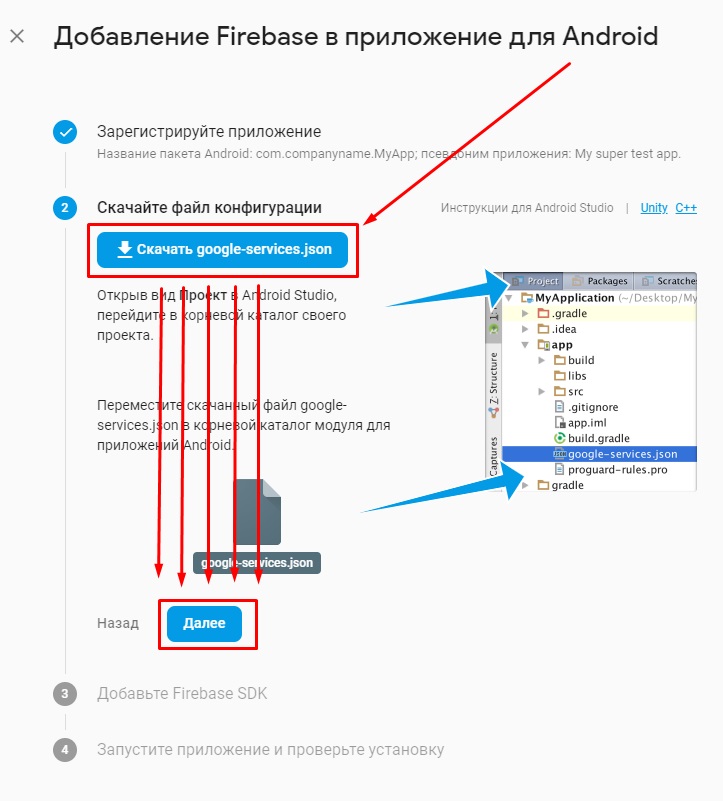 Добавление Firebase в приложение для Android
Зарегистрируйте приложение
Название пакета Android: com.companyname.MyApp; псевдоним приложения: My super test app.
2 Скачайте файл конфигурации
Инструкции для Android Studio | Unity C++
Скачать google-services.json
Открыв вид Проект в Android Studio,
перейдите в корневой каталог своего
проекта.
Переместите скачанный файл google-
services.json в корневой каталог модуля для
приложений Android.
google-services.json
Project Packages Scratches
MyApplication (~/Desktop/My
.gradle
.idea
app
build
libs
src
.gitignore
app.iml
build.gradle
google-services.json
proguard-rules.pro
gradle
Z: Structure
Captures
Назад
Далее
3 Добавьте Firebase SDK
4 Запустите приложение и проверьте установку